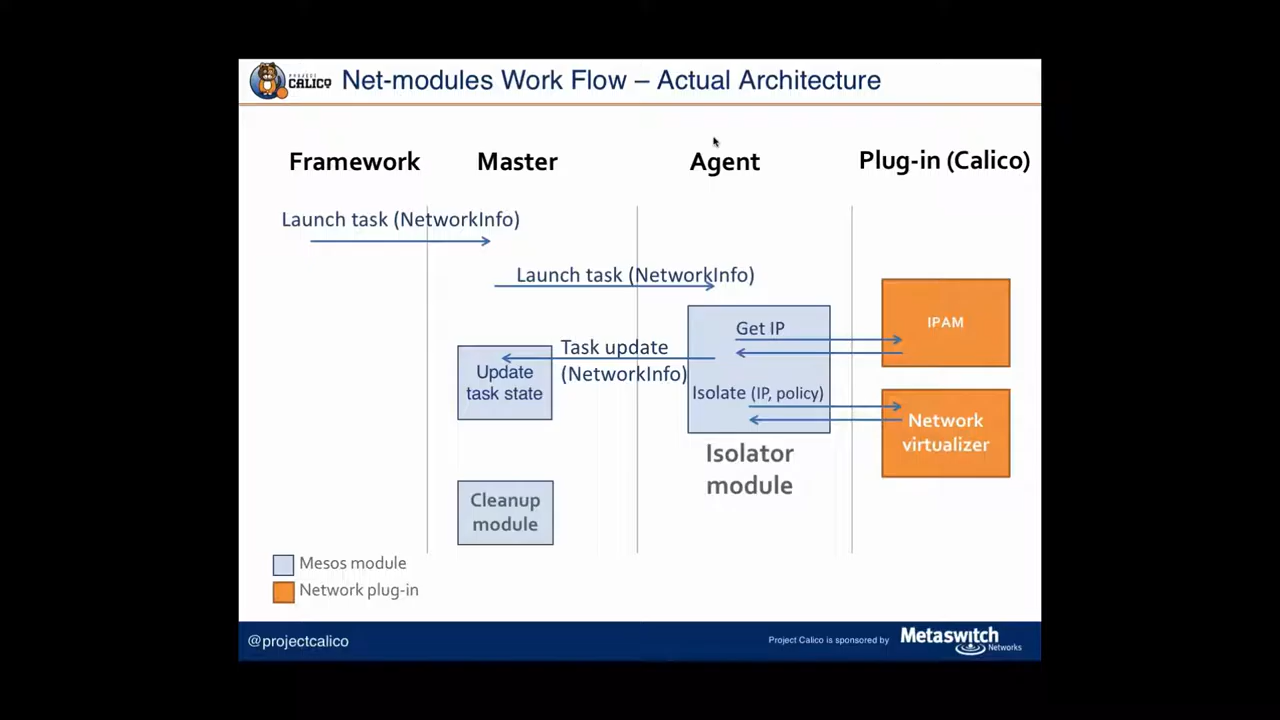 PROJECT
CALICO
Net-modules Work Flow – Actual Architecture
Framework
Master
Agent
Plug-in (Calico)
Launch task (NetworkInfo)
Launch task (NetworkInfo)
Get IP
IPAM
Task update
(NetworkInfo)
Update
task state
Isolate (IP, policy)
Network
virtualizer
Isolator
module
Cleanup
module
Mesos module
Network plug-in
@projectcalico
Project Calico is sponsored by
Metaswitch
Networks